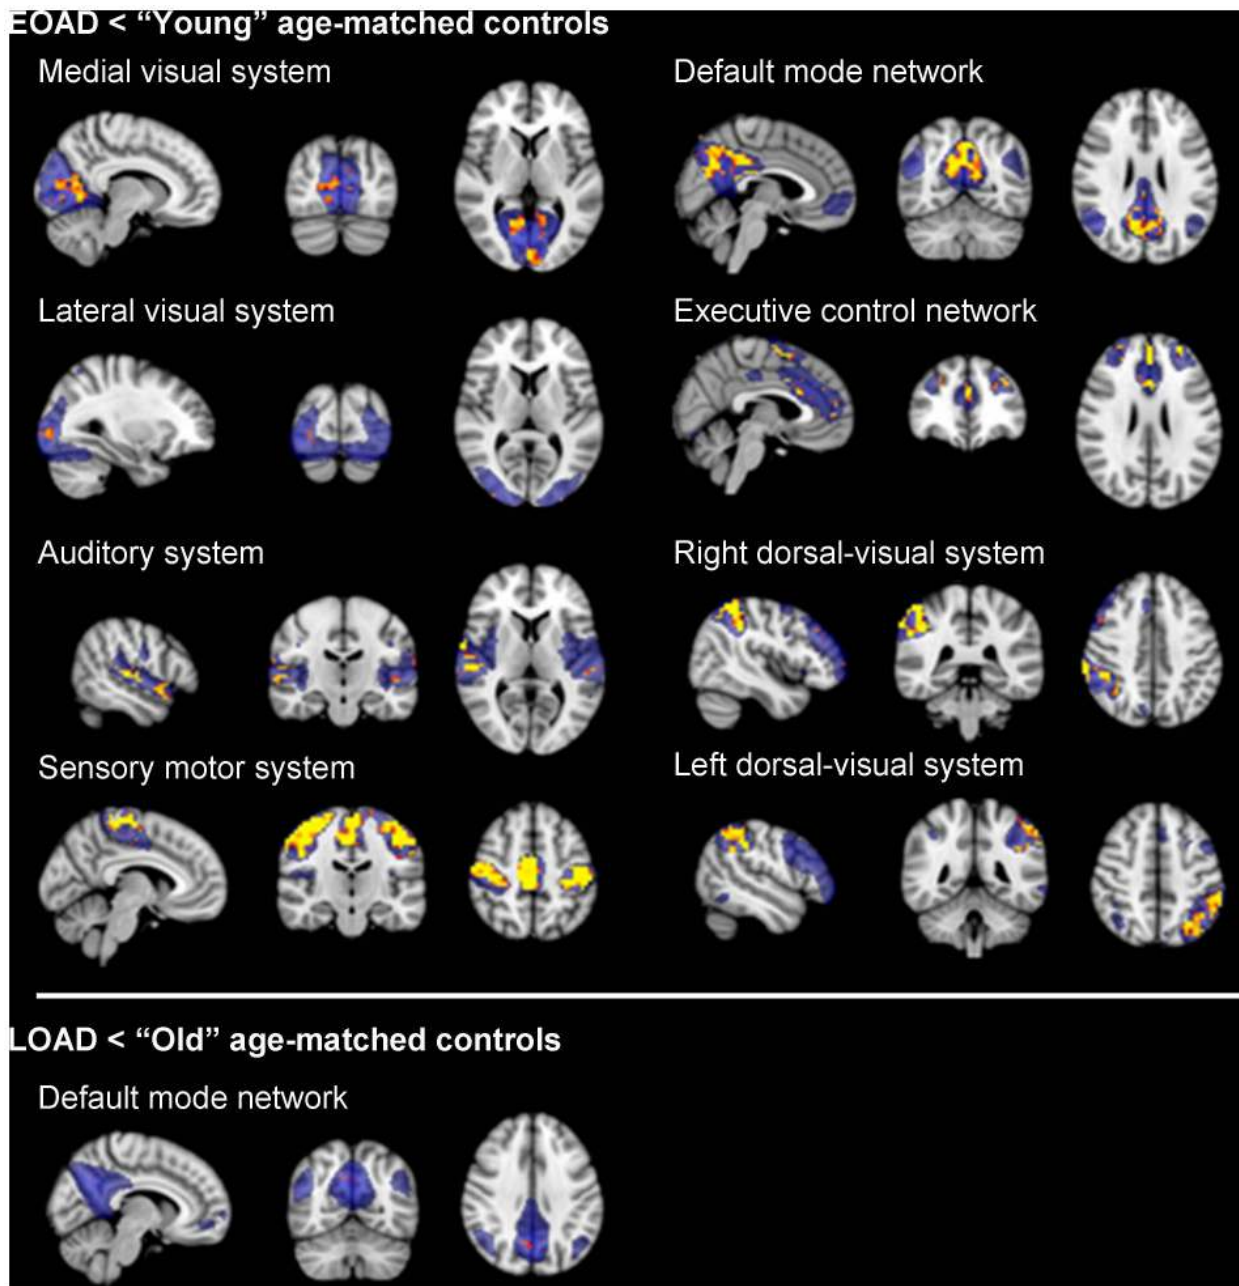 EOAD < “Young” age-matched controls
Medial visual system
Default mode network
Lateral visual system
Executive control network
Auditory system
Right dorsal-visual system
Sensory motor system
Left dorsal-visual system
LOAD < “Old” age-matched controls
Default mode network